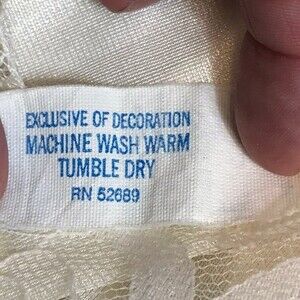 EXCLUSIVE OF DECORATION
MACHINE WASH WARM
TUMBLE DRY
RN 52689